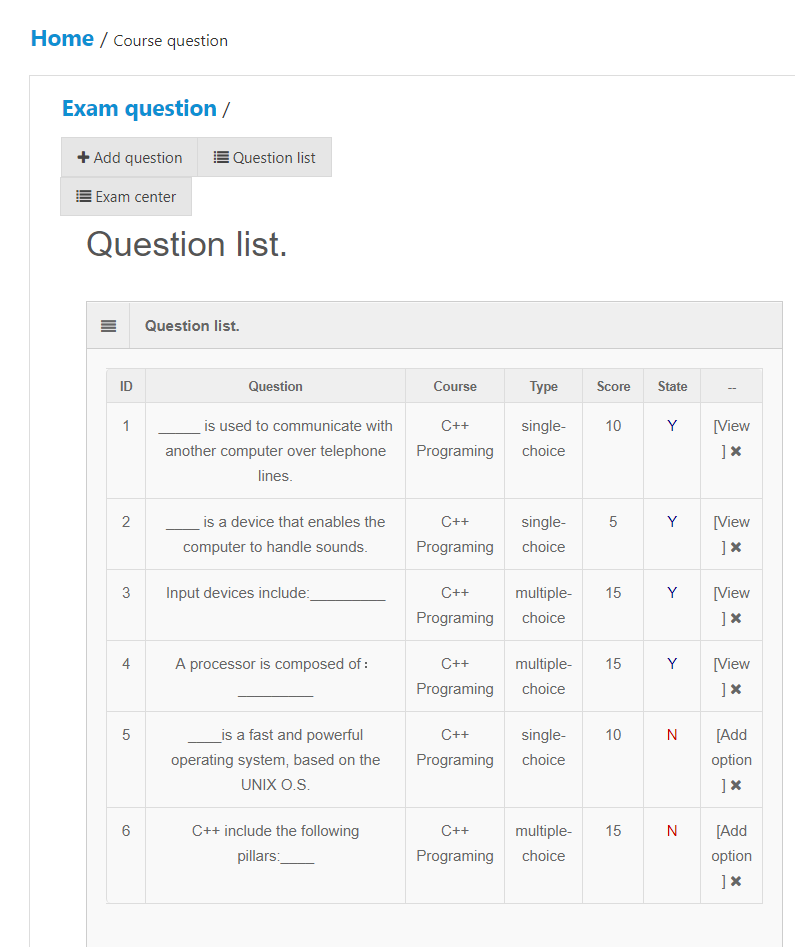 Home / Course question
Exam question /
Add question Question list
Exam center
Question list.
Question list.
ID Question Course Type Score State --
1 _____ is used to communicate with another computer over telephone lines. C++ Programing single-choice 10 Y [View ]
2 ____ is a device that enables the computer to handle sounds. C++ Programing single-choice 5 Y [View ]
3 Input devices include:_________ C++ Programing multiple-choice 15 Y [View ]
4 A processor is composed of： _________ C++ Programing multiple-choice 15 Y [View ]
5 ____is a fast and powerful operating system, based on the UNIX O.S. C++ Programing single-choice 10 N [Add option ]
6 C++ include the following pillars:____ C++ Programing multiple-choice 15 N [Add option ]